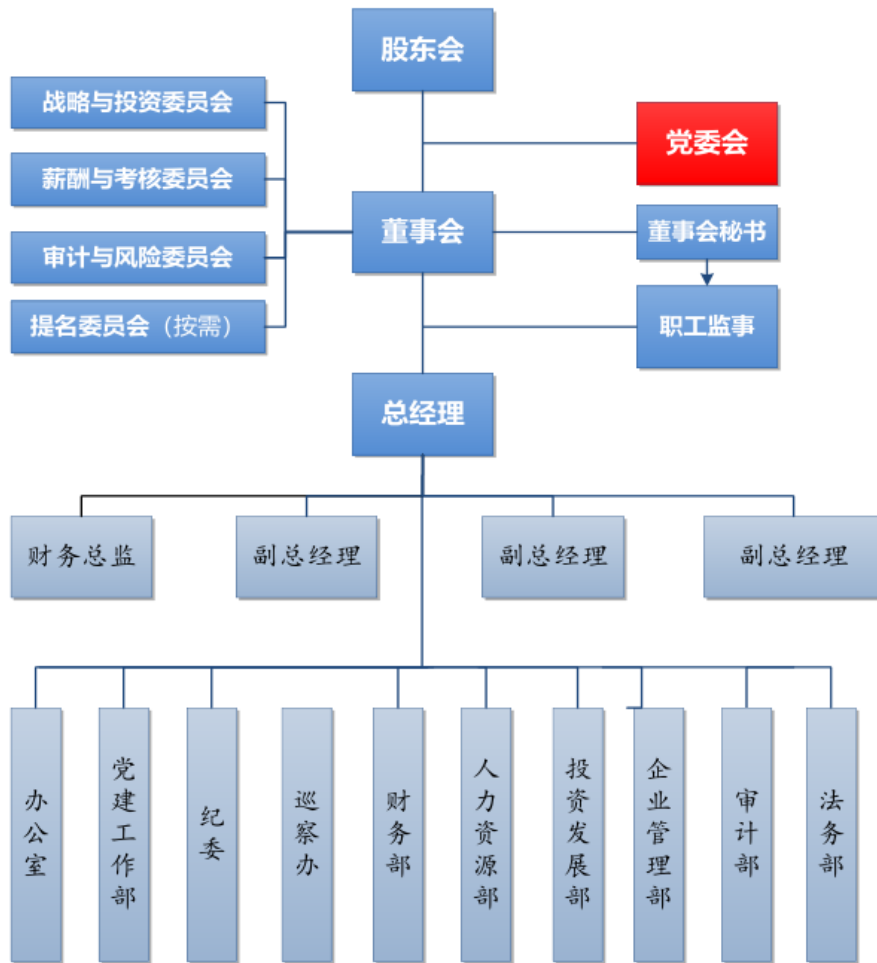 股东会
战略与投资委员会
党委会
薪酬与考核委员会
董事会
董事会秘书
审计与风险委员会
提名委员会（按需）
职工监事
总经理
财务总监
副总经理
副总经理
副总经理
办公室
党建工作部
纪委
巡察办
财务部
人力资源部
投资发展部
企业管理部
审计部
法务部